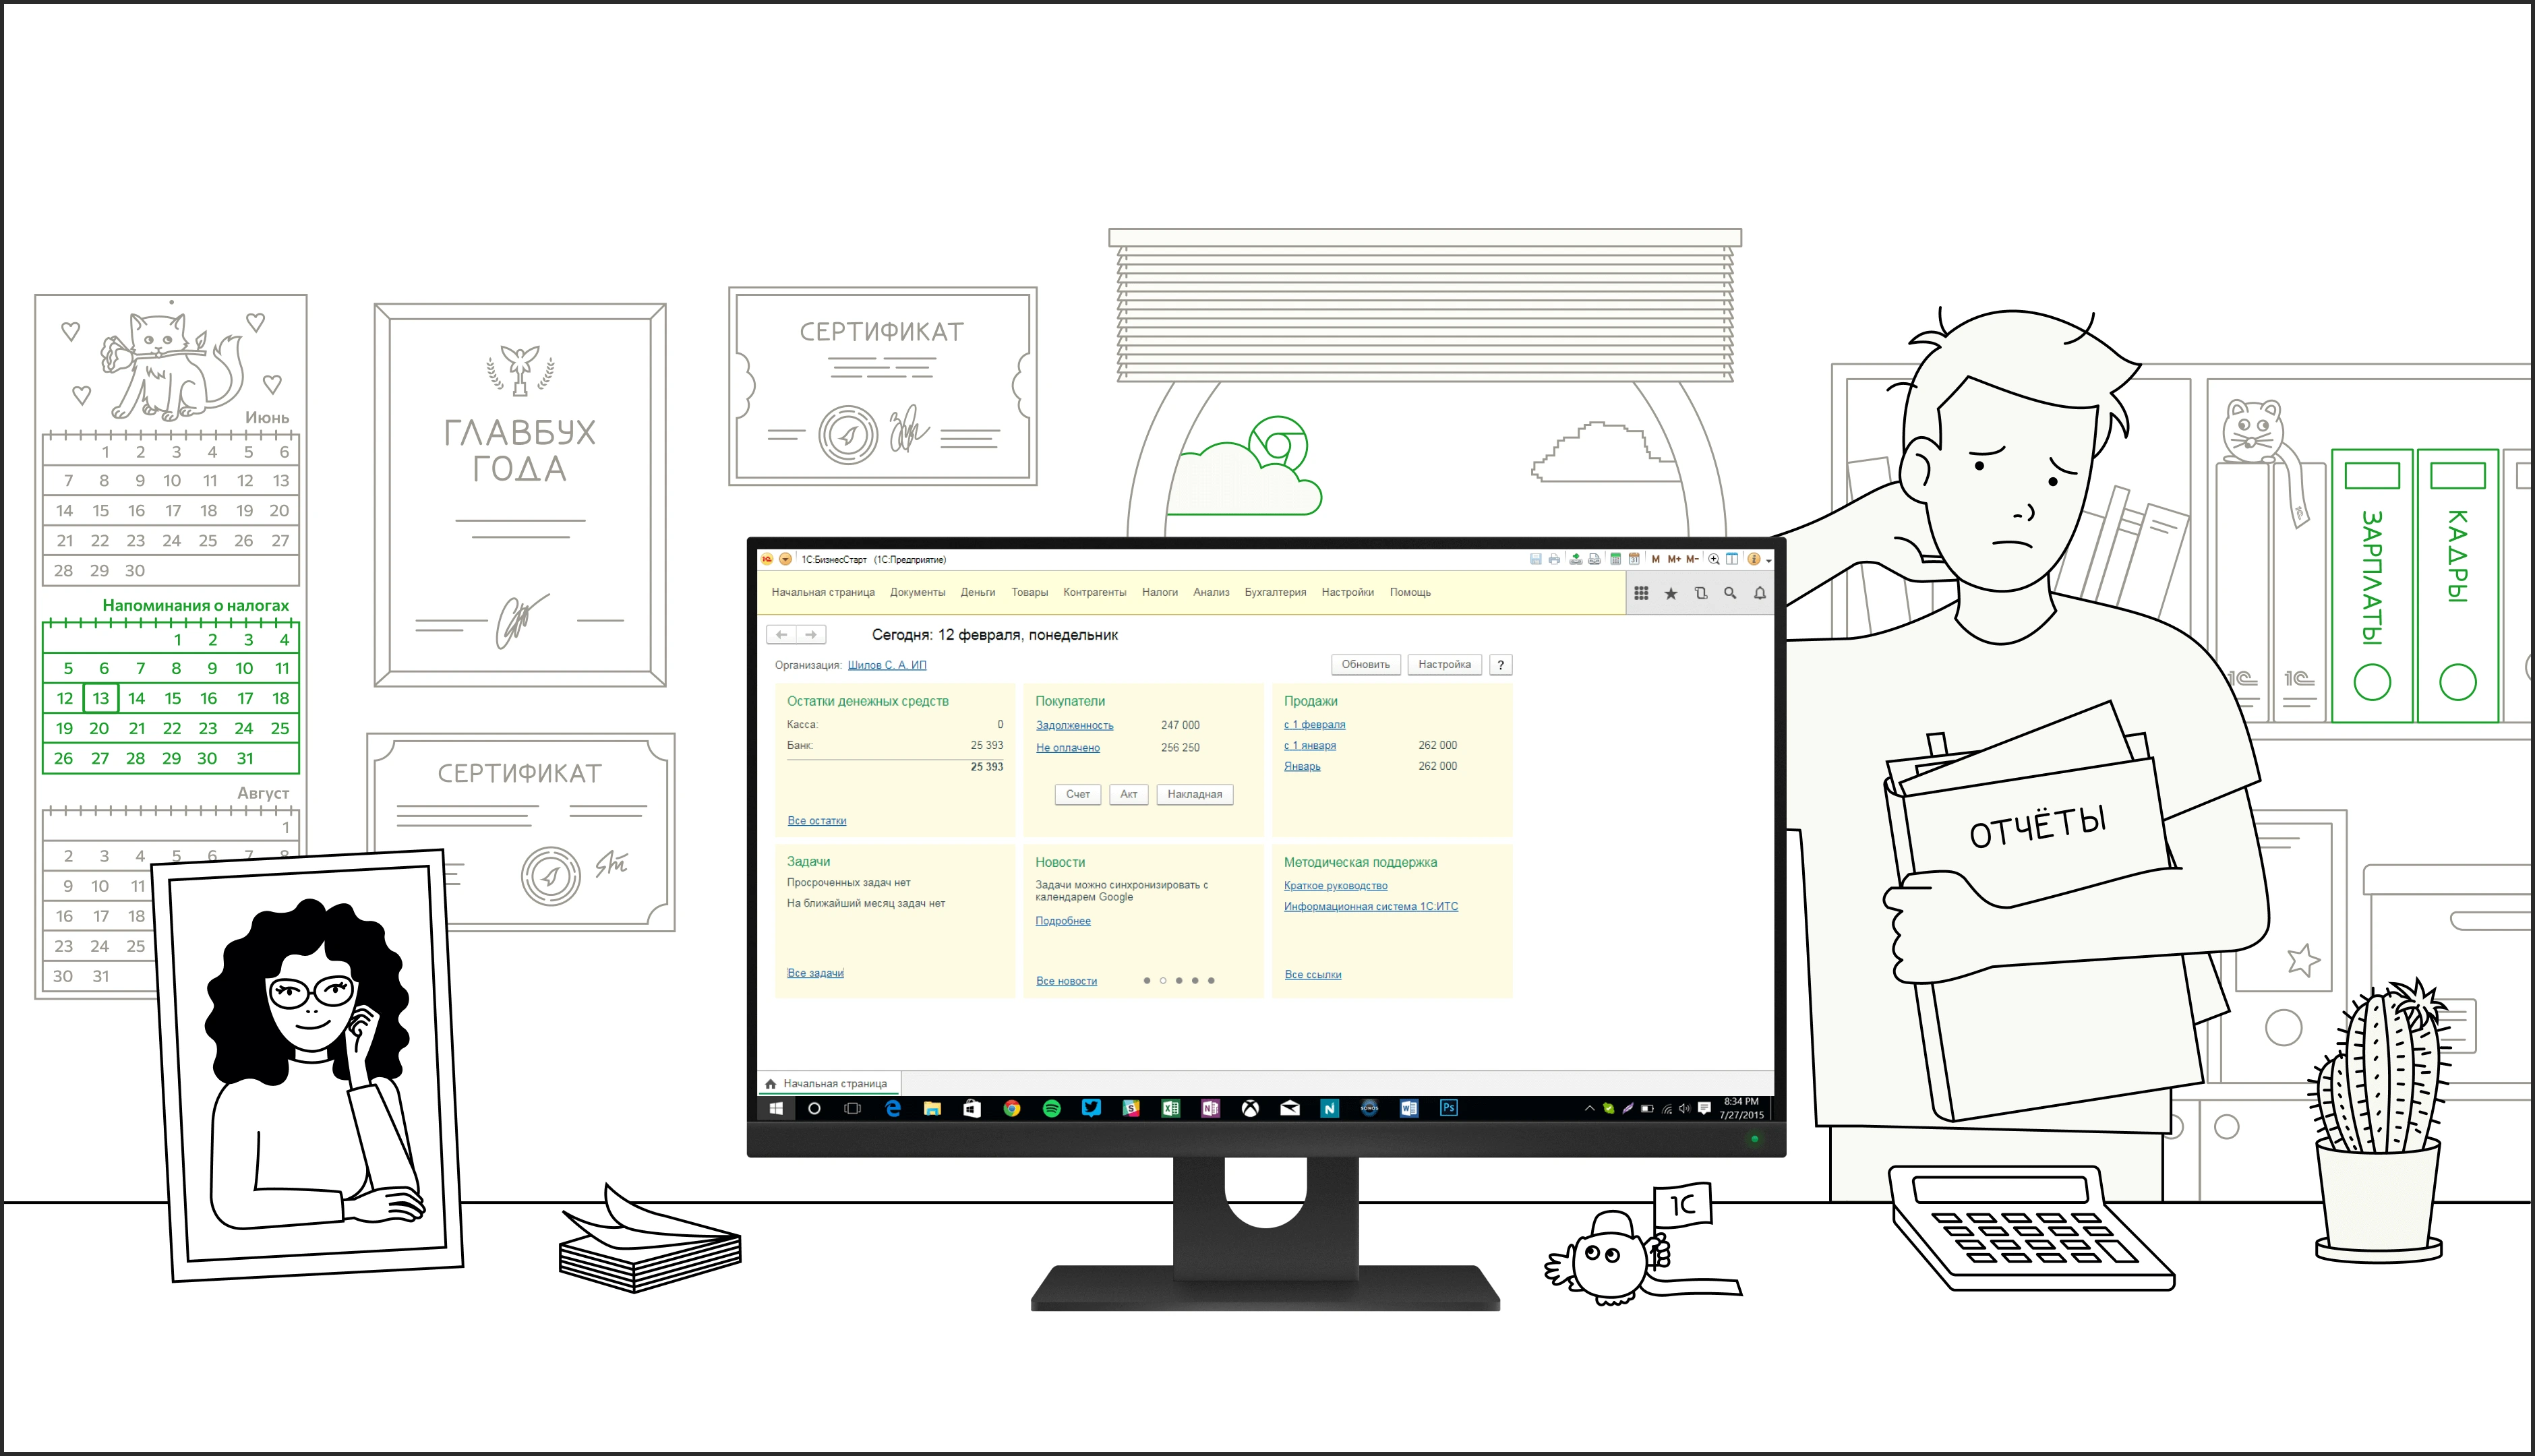 Июнь
1 2 3 4 5 6
7 8 9 10 11 12 13
14 15 16 17 18 19 20
21 22 23 24 25 26 27
28 29 30
Напоминания о налогах
1 2 3 4
5 6 7 8 9 10 11
12 13 14 15 16 17 18
19 20 21 22 23 24 25
26 27 28 29 30 31
Август
1
2 3 4 5 6 7 8
9 10 11
16 17 18
23 24 25
30 31
ГЛАВБУХ
ГОДА
СЕРТИФИКАТ
СЕРТИФИКАТ
1С:БизнесСтарт (1С:Предприятие)
M M+ M-
Начальная страница Документы Деньги Товары Контрагенты Налоги Анализ Бухгалтерия Настройки Помощь
Сегодня: 12 февраля, понедельник
Организация: Шилов С. А. ИП
Обновить Настройка ?
Остатки денежных средств
Касса: 0
Банк: 25 393
25 393
Все остатки
Покупатели
Задолженность 247 000
Не оплачено 256 250
Счет Акт Накладная
Продажи
с 1 февраля
с 1 января 262 000
Январь 262 000
Задачи
Просроченных задач нет
На ближайший месяц задач нет
Все задачи
Новости
Задачи можно синхронизировать с
календарем Google
Подробнее
Все новости
Методическая поддержка
Краткое руководство
Информационная система 1С:ИТС
Все ссылки
Начальная страница
8:34 PM
7/27/2015
ОТЧЁТЫ
1С
1С
ЗАРПЛАТЫ
КАДРЫ
1С